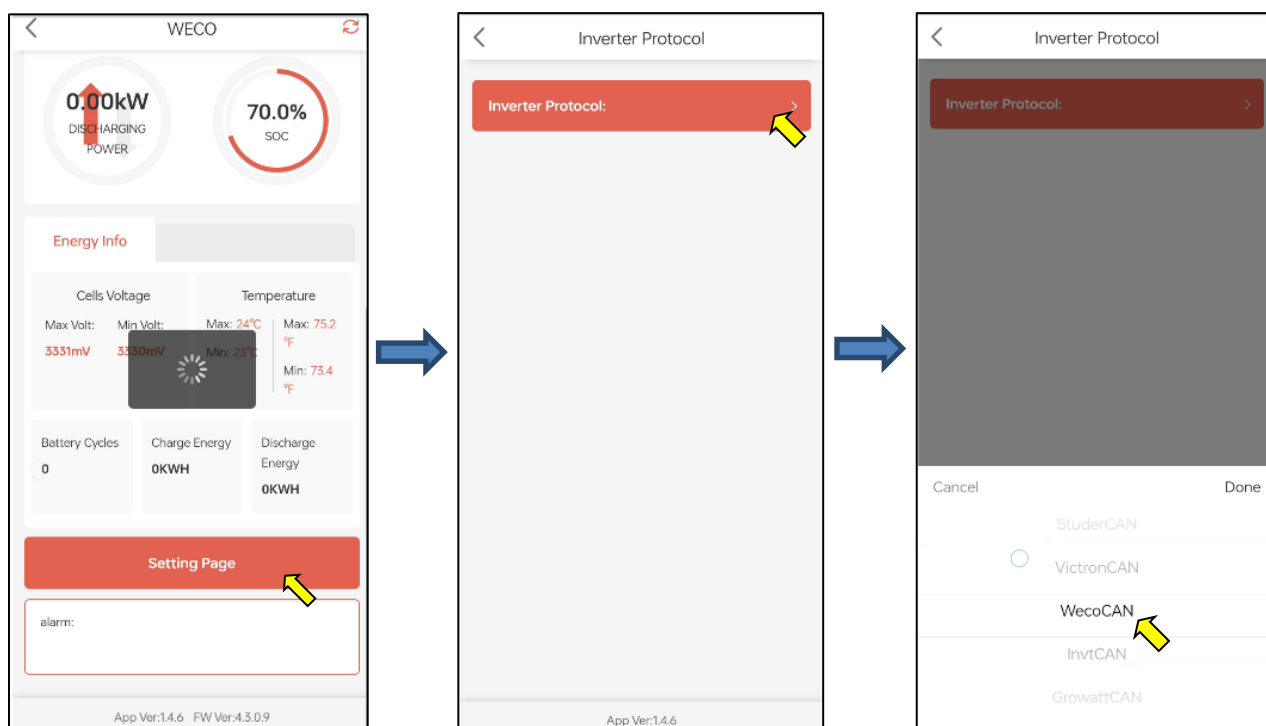 WECO
0.00kW
DISCHARGING
POWER
70.0%
SOC
Energy Info
Cells Voltage
Max Volt: Min Volt:
3331mV 3330mV
Temperature
Max: 24°C
Min: 23°C
Max: 75.2
°F
Min: 73.4
°F
Battery Cycles
0
Charge Energy
0KWH
Discharge
Energy
0KWH
Setting Page
alarm:
App Ver:1.4.6 FW Ver:4.3.0.9
Inverter Protocol
Inverter Protocol:
App Ver:1.4.6
Inverter Protocol
Inverter Protocol:
Cancel Done
StuderCAN
VictronCAN
WecoCAN
InvtCAN
GrowattCAN